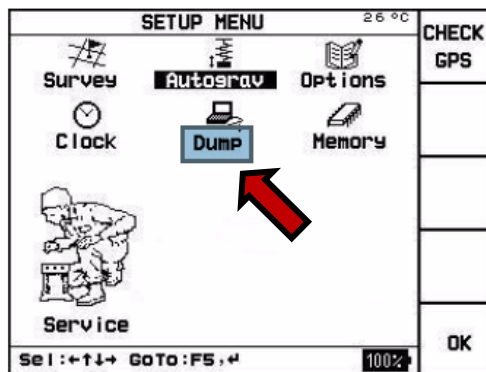 SETUP MENU 26 °C
CHECK GPS
Survey Autograv Options
Clock Dump Memory
Service
OK
Sel:←↑↓→ GoTo:F5,↵ 100%